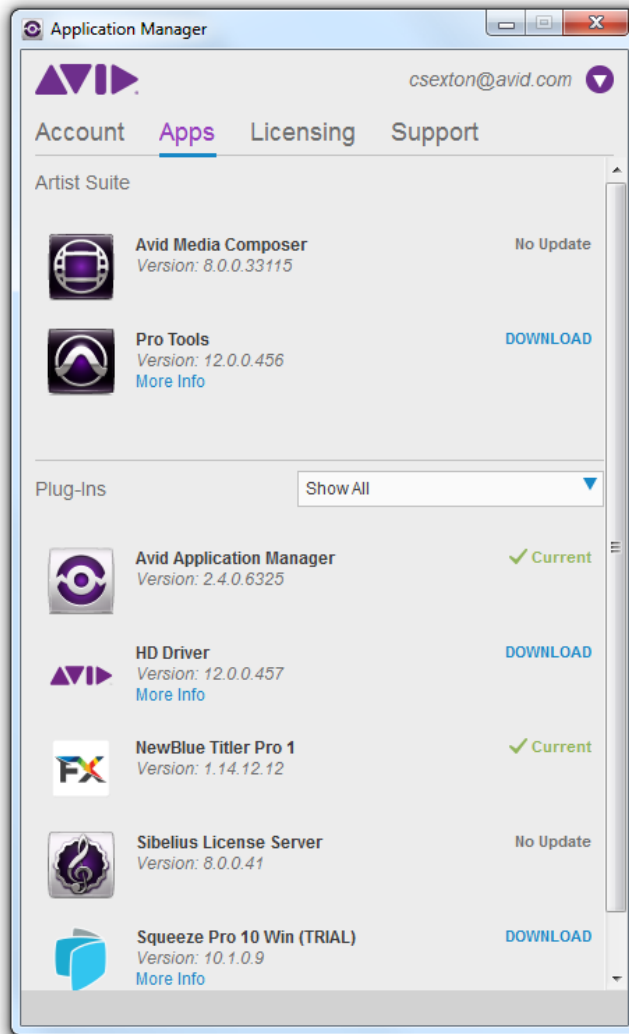 Application Manager
AVID
csexton@avid.com
Account Apps Licensing Support
Artist Suite
Avid Media Composer No Update
Version: 8.0.0.33115
Pro Tools DOWNLOAD
Version: 12.0.0.456
More Info
Plug-Ins Show All
Avid Application Manager Current
Version: 2.4.0.6325
HD Driver DOWNLOAD
AVID Version: 12.0.0.457
More Info
NewBlue Titler Pro 1 Current
FX Version: 1.14.12.12
Sibelius License Server No Update
Version: 8.0.0.41
Squeeze Pro 10 Win (TRIAL) DOWNLOAD
Version: 10.1.0.9
More Info